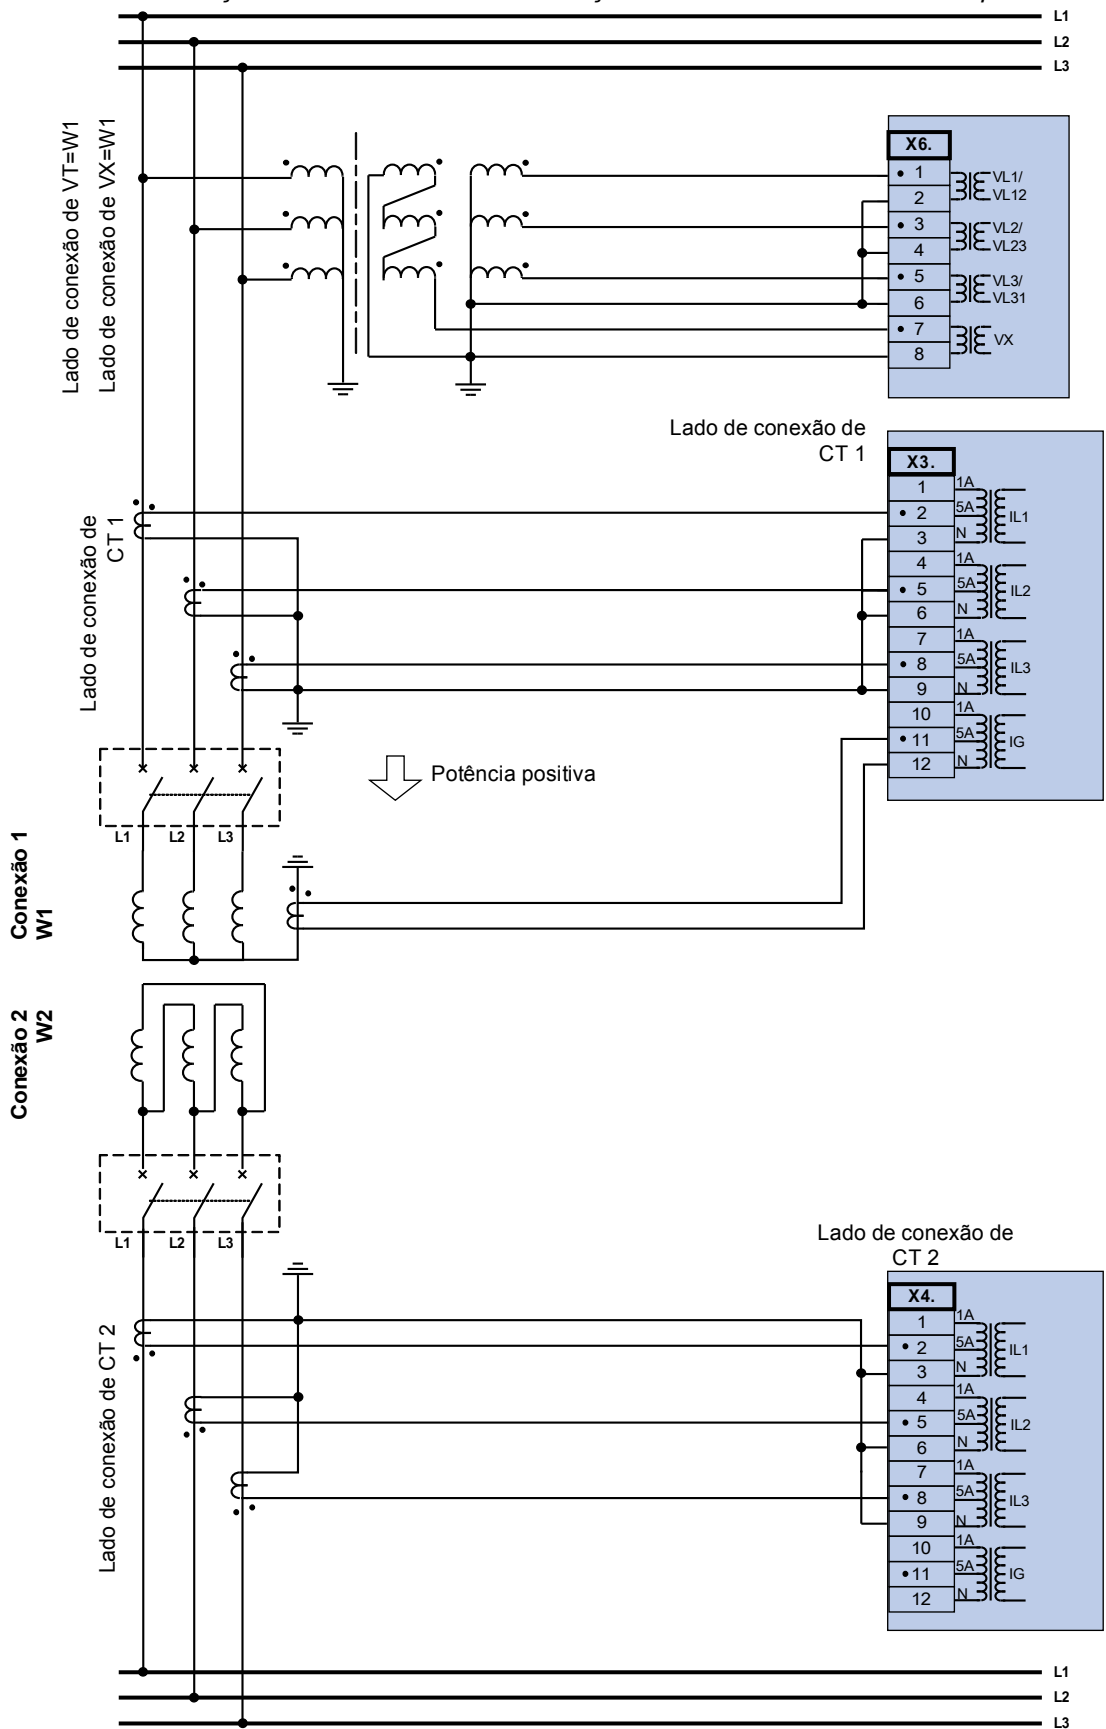 L1
L2
L3
Lado de conexão de VT=W1
Lado de conexão de VX=W1
X6.
1
2
3
4
5
6
7
8
VL1/
VL12
VL2/
VL23
VL3/
VL31
VX
Lado de conexão de
CT 1
Lado de conexão de
CT 1
X3.
1
2
3
4
5
6
7
8
9
10
11
12
1A
5A
N
IL1
1A
5A
N
IL2
1A
5A
N
IL3
1A
5A
N
IG
Potência positiva
L1
L2
L3
Conexão 1
W1
Conexão 2
W2
L1
L2
L3
Lado de conexão de CT 2
Lado de conexão de
CT 2
X4.
1
2
3
4
5
6
7
8
9
10
11
12
1A
5A
N
IL1
1A
5A
N
IL2
1A
5A
N
IL3
1A
5A
N
IG
L1
L2
L3